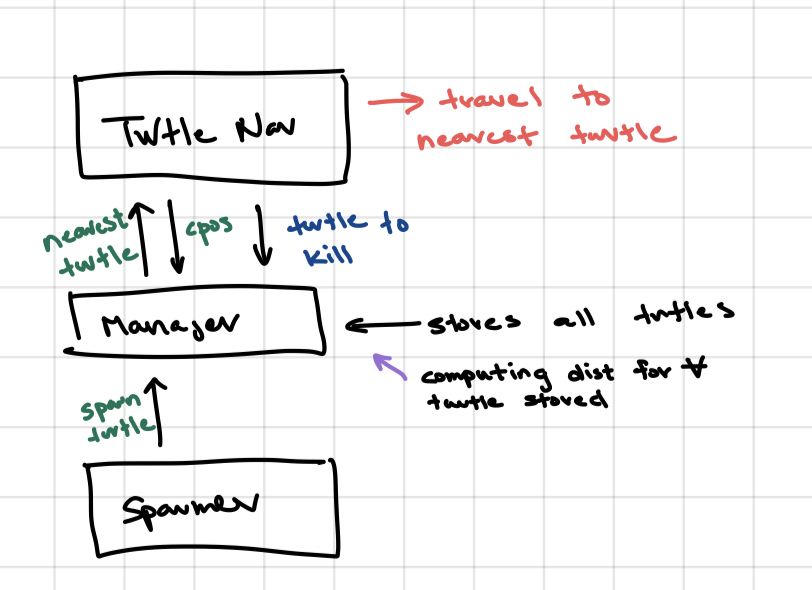 Turtle Nav
travel to
nearest turtle
nearest
turtle
cpos
turtle to
kill
Manager
stores all turtles
computing dist for ∀
turtle stored
spawn
turtle
Spawner